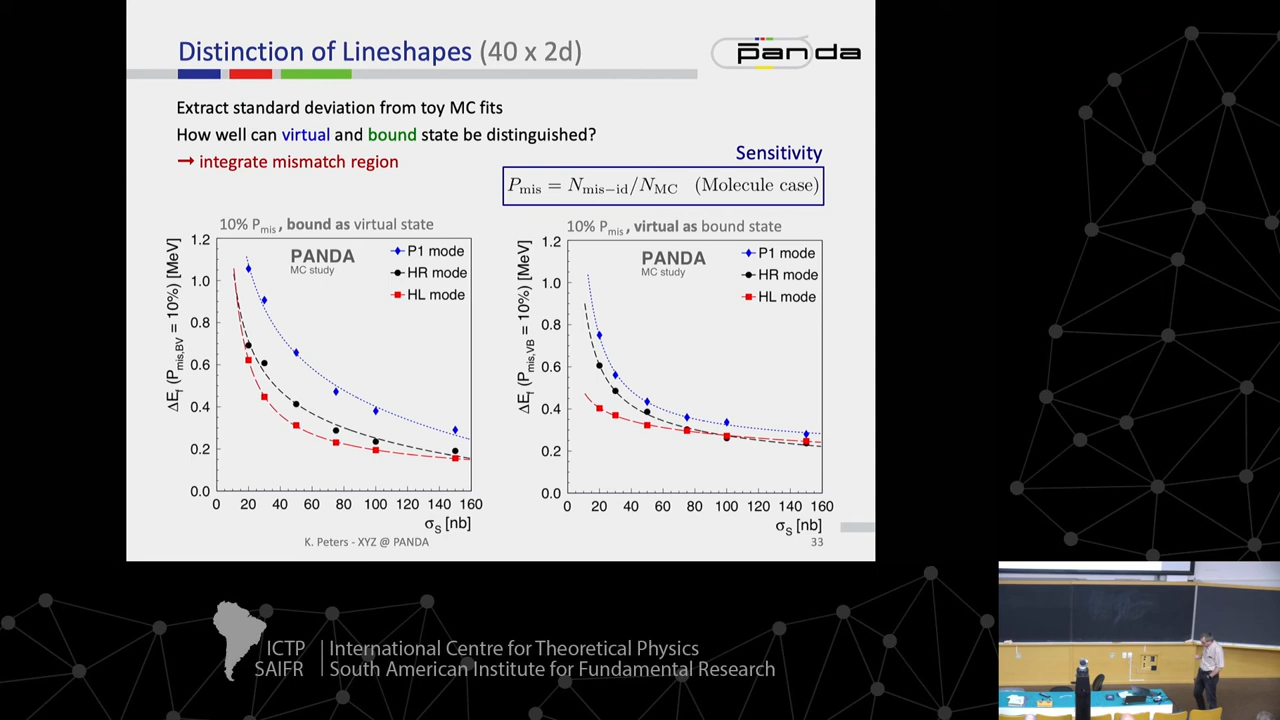 Distinction of Lineshapes (40 x 2d)
panda
Extract standard deviation from toy MC fits
How well can virtual and bound state be distinguished?
→ integrate mismatch region
Sensitivity
P_mis = N_mis−id/N_MC (Molecule case)
10% P_mis , bound as virtual state
ΔE_f (P_mis,BV = 10%) [MeV]
1.2
1.0
0.8
0.6
0.4
0.2
0.0
PANDA
MC study
P1 mode
HR mode
HL mode
0 20 40 60 80 100 120 140 160
σ_S [nb]
10% P_mis , virtual as bound state
ΔE_f (P_mis,VB = 10%) [MeV]
1.2
1.0
0.8
0.6
0.4
0.2
0.0
PANDA
MC study
P1 mode
HR mode
HL mode
0 20 40 60 80 100 120 140 160
σ_S [nb]
K. Peters - XYZ @ PANDA
33
ICTP International Centre for Theoretical Physics
SAIFR South American Institute for Fundamental Research